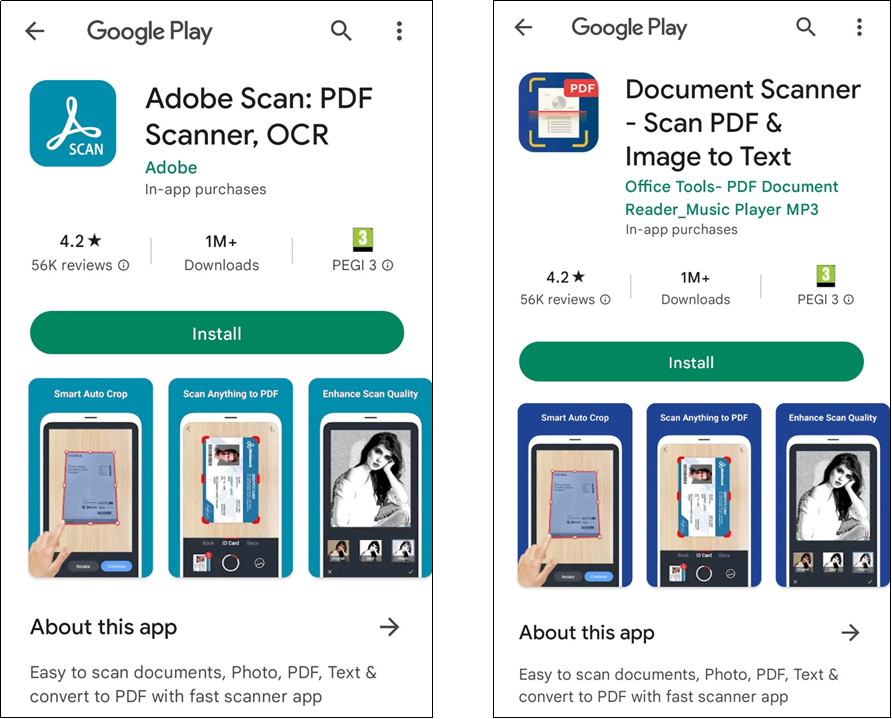 Google Play
SCAN
Adobe Scan: PDF
Scanner, OCR
Adobe
In-app purchases
4.2★
56K reviews
1M+
Downloads
3
PEGI 3
Install
Smart Auto Crop
Retake
Continue
Scan Anything to PDF
Book
ID Card
Docs
Enhance Scan Quality
About this app
Easy to scan documents, Photo, PDF, Text &
convert to PDF with fast scanner app
Google Play
PDF
Document Scanner
- Scan PDF &
Image to Text
Office Tools- PDF Document
Reader_Music Player MP3
In-app purchases
4.2★
56K reviews
1M+
Downloads
3
PEGI 3
Install
Smart Auto Crop
Retake
Continue
Scan Anything to PDF
Book
ID Card
Docs
Enhance Scan Quality
About this app
Easy to scan documents, Photo, PDF, Text &
convert to PDF with fast scanner app